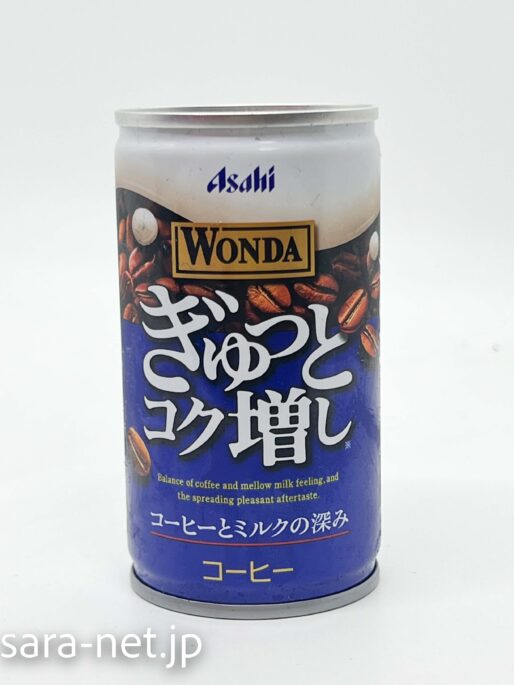 Asahi
WONDA
ぎゅっと
コク増し※
Balance of coffee and mellow milk feeling, and
the spreading pleasant aftertaste.
コーヒーとミルクの深み
コーヒー
sara-net.jp